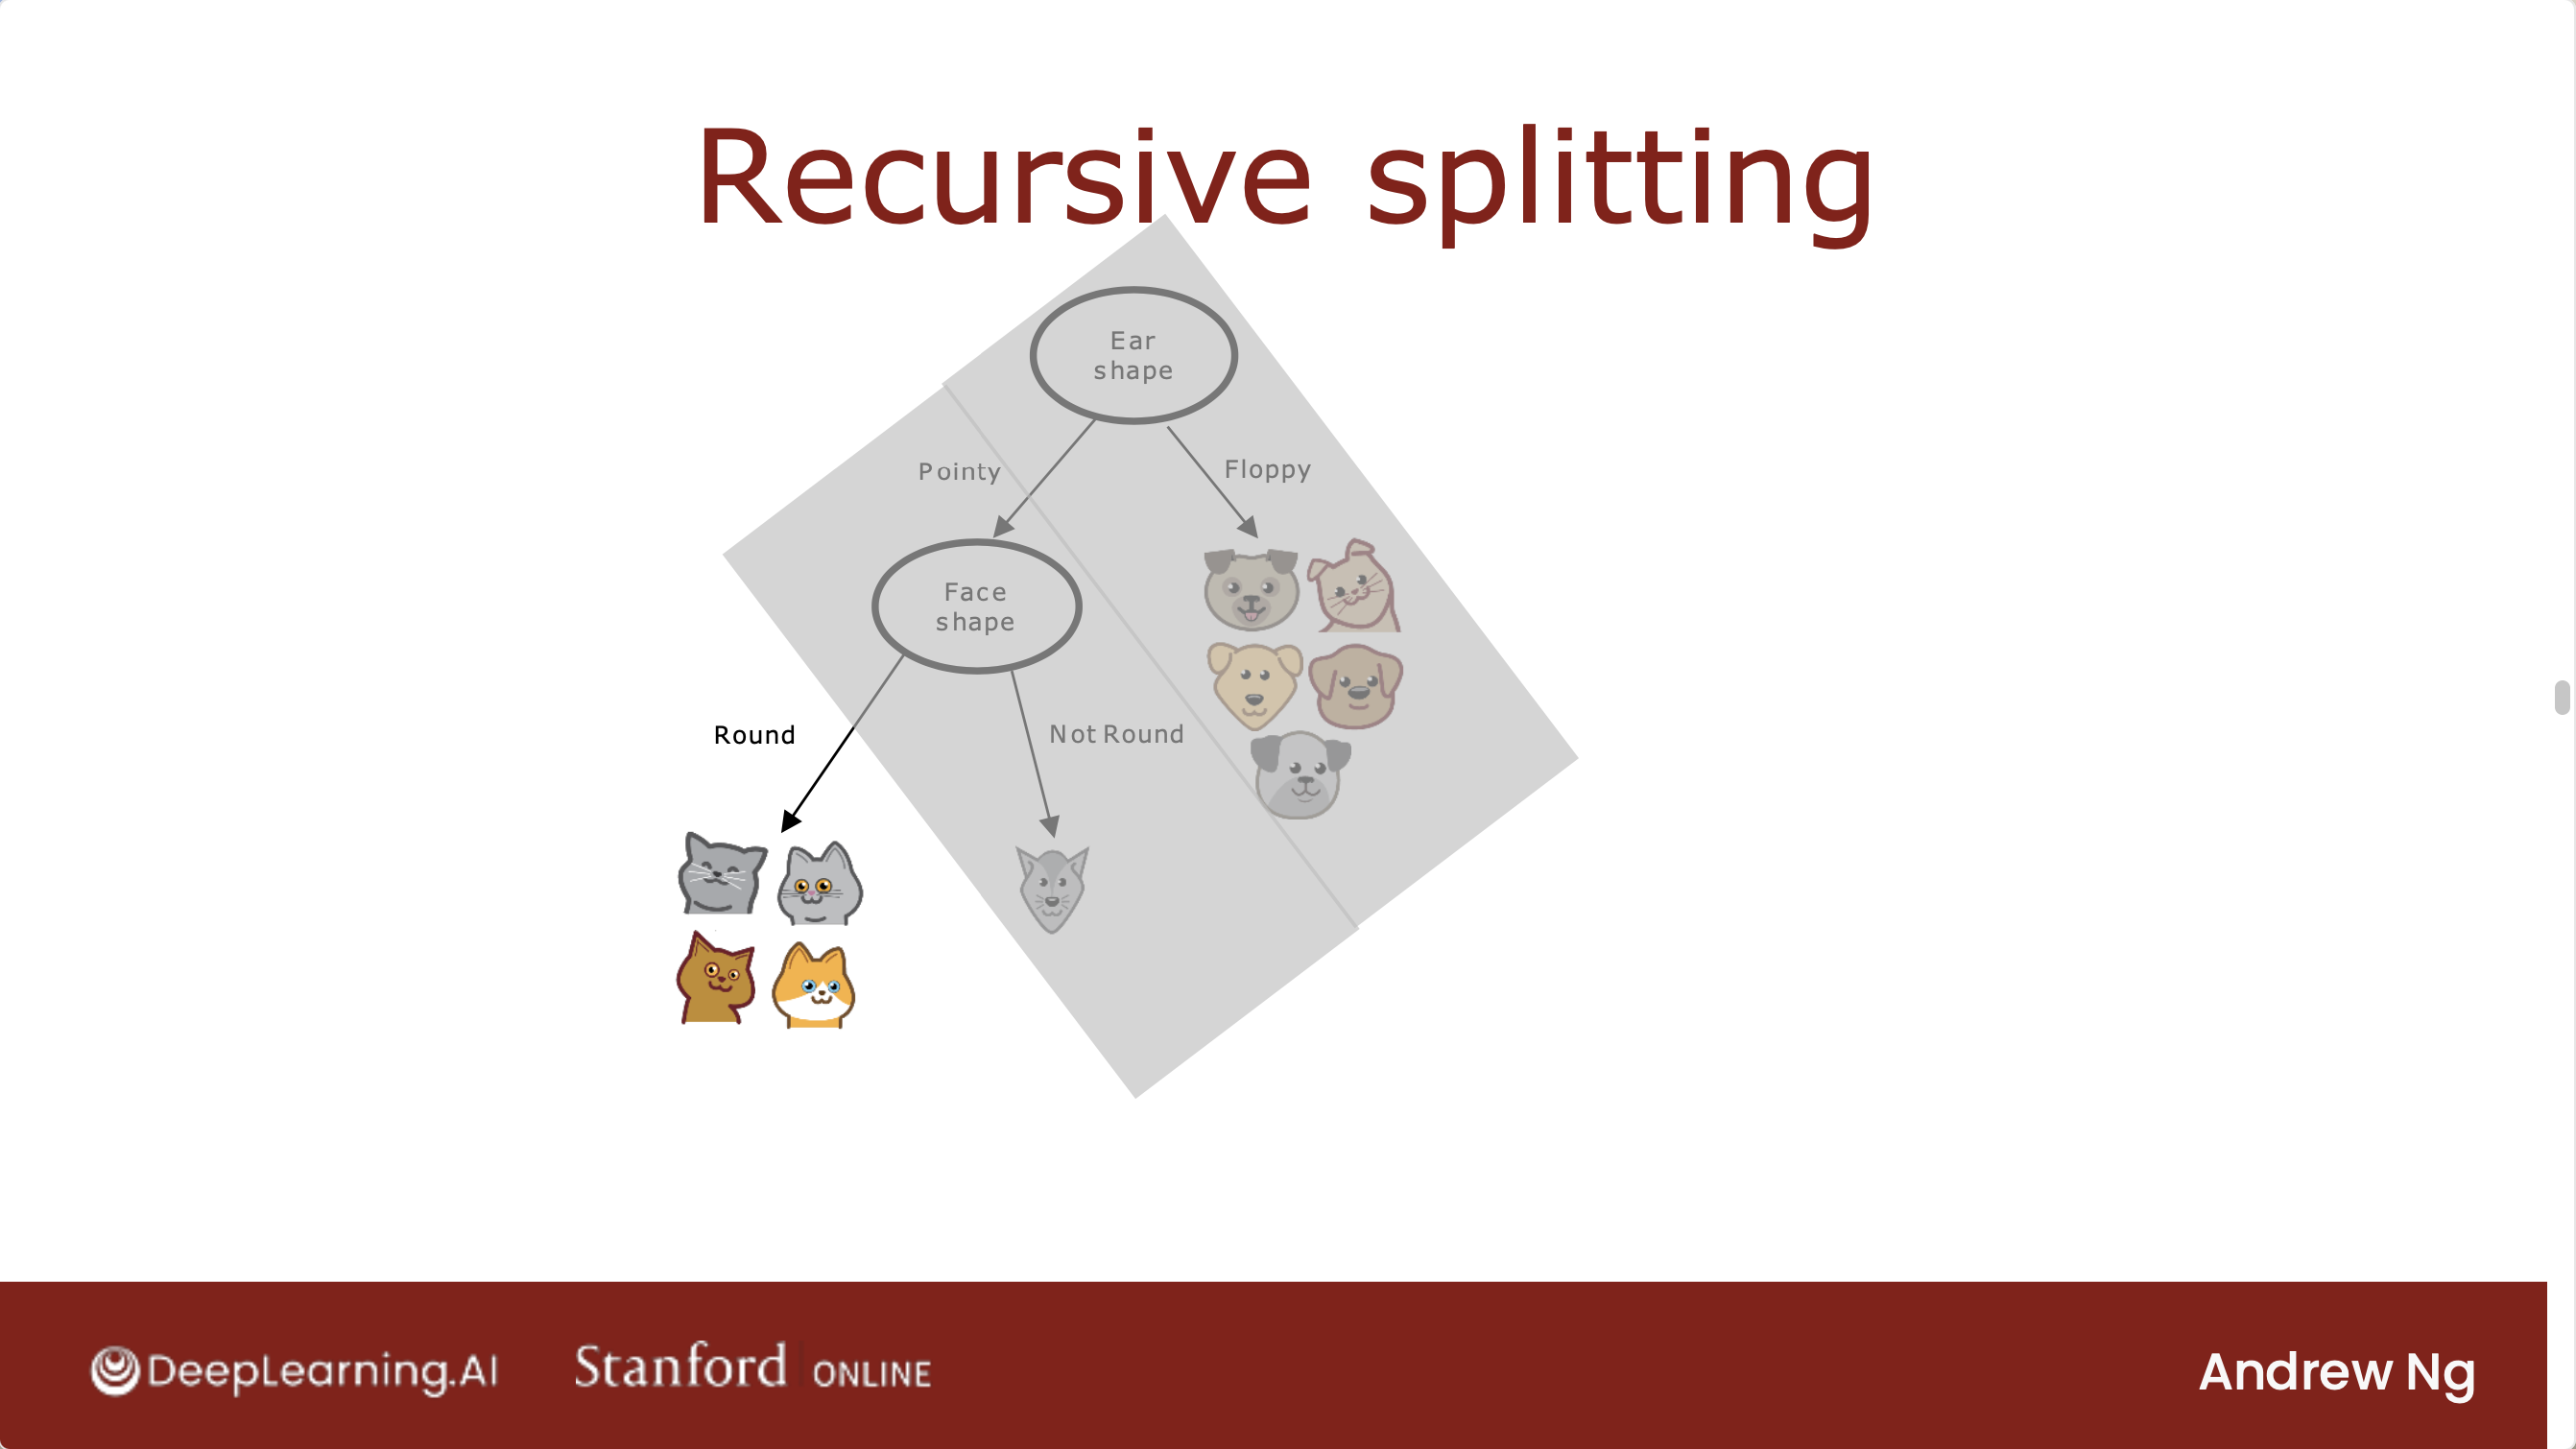 Recursive splitting
Ear
shape
Pointy
Floppy
Face
shape
Round
Not Round
DeepLearning.AI
Stanford ONLINE
Andrew Ng